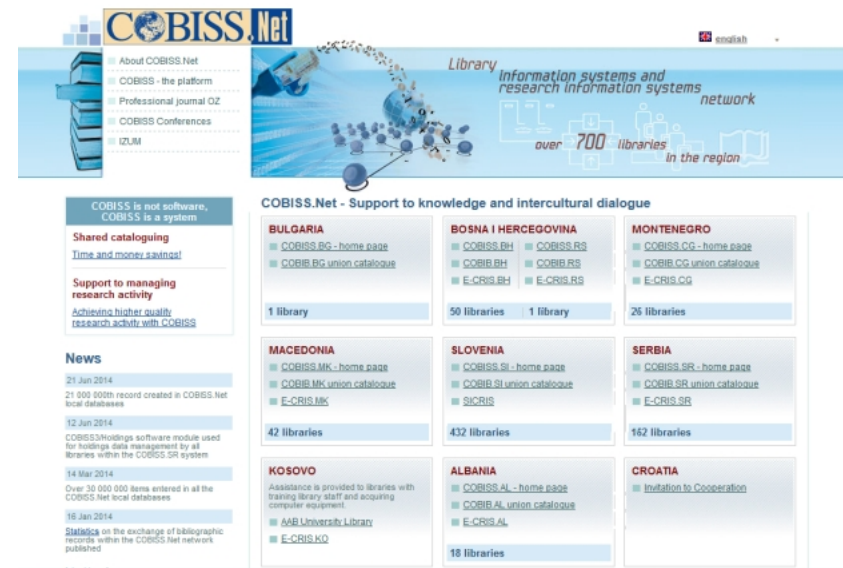 COBISS.Net
english
About COBISS.Net
COBISS - the platform
Professional journal OZ
COBISS Conferences
IZUM
Library
information systems and
research information systems
network
over 700 libraries
in the region
COBISS is not software,
COBISS is a system
Shared cataloguing
Time and money savings!
Support to managing
research activity
Achieving higher quality
research activity with COBISS
News
21 Jun 2014
21 000 000th record created in COBISS.Net
local databases
12 Jun 2014
COBISS3/Holdings software module used
for holdings data management by all
libraries within the COBISS.SR system
14 Mar 2014
Over 30 000 000 items entered in all the
COBISS.Net local databases
16 Jan 2014
Statistics on the exchange of bibliographic
records within the COBISS.Net network
published
COBISS.Net - Support to knowledge and intercultural dialogue
BULGARIA
COBISS.BG - home page
COBIB.BG union catalogue
1 library
BOSNA I HERCEGOVINA
COBISS.BH COBISS.RS
COBIB.BH COBIB.RS
E-CRIS.BH E-CRIS.RS
50 libraries 1 library
MONTENEGRO
COBISS.CG - home page
COBIB.CG union catalogue
E-CRIS.CG
26 libraries
MACEDONIA
COBISS.MK - home page
COBIB.MK union catalogue
E-CRIS.MK
42 libraries
SLOVENIA
COBISS.SI - home page
COBIB.SI union catalogue
SICRIS
432 libraries
SERBIA
COBISS.SR - home page
COBIB.SR union catalogue
E-CRIS.SR
162 libraries
KOSOVO
Assistance is provided to libraries with
training library staff and acquiring
computer equipment.
AAB University Library
E-CRIS.KO
ALBANIA
COBISS.AL - home page
COBIB.AL union catalogue
E-CRIS.AL
18 libraries
CROATIA
Invitation to Cooperation